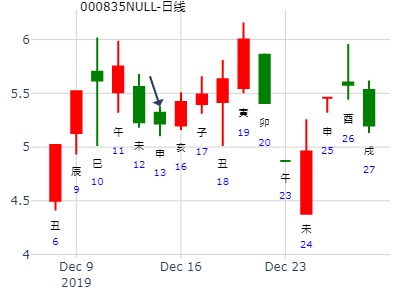 000835NULL-日线
6
5.5
5
4.5
4
丑
6
辰
9
巳
10
午
11
未
12
申
13
亥
16
子
17
丑
18
寅
19
卯
20
午
23
未
24
申
25
酉
26
戌
27
Dec 9
2019
Dec 16
Dec 23